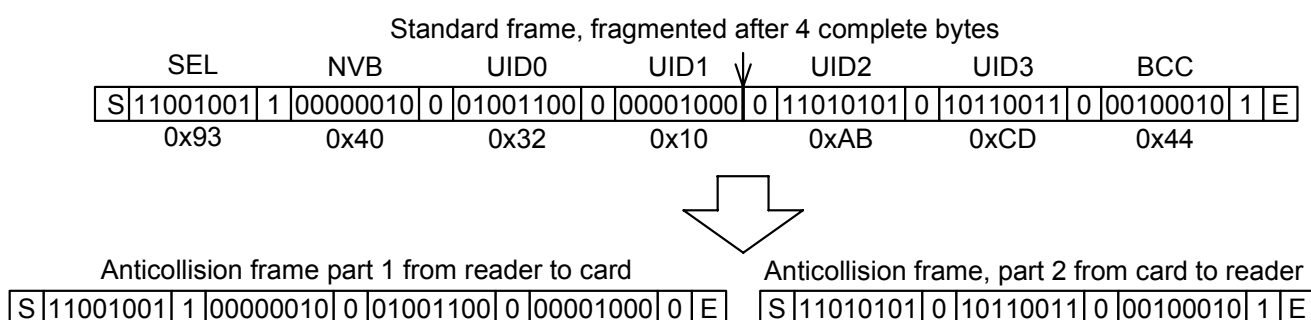 Standard frame, fragmented after 4 complete bytes
SEL NVB UID0 UID1 UID2 UID3 BCC
S 11001001 1 00000010 0 01001100 0 00001000 0 11010101 0 10110011 0 00100010 1 E
0x93 0x40 0x32 0x10 0xAB 0xCD 0x44
Anticollision frame part 1 from reader to card Anticollision frame, part 2 from card to reader
S 11001001 1 00000010 0 01001100 0 00001000 0 E S 11010101 0 10110011 0 00100010 1 E